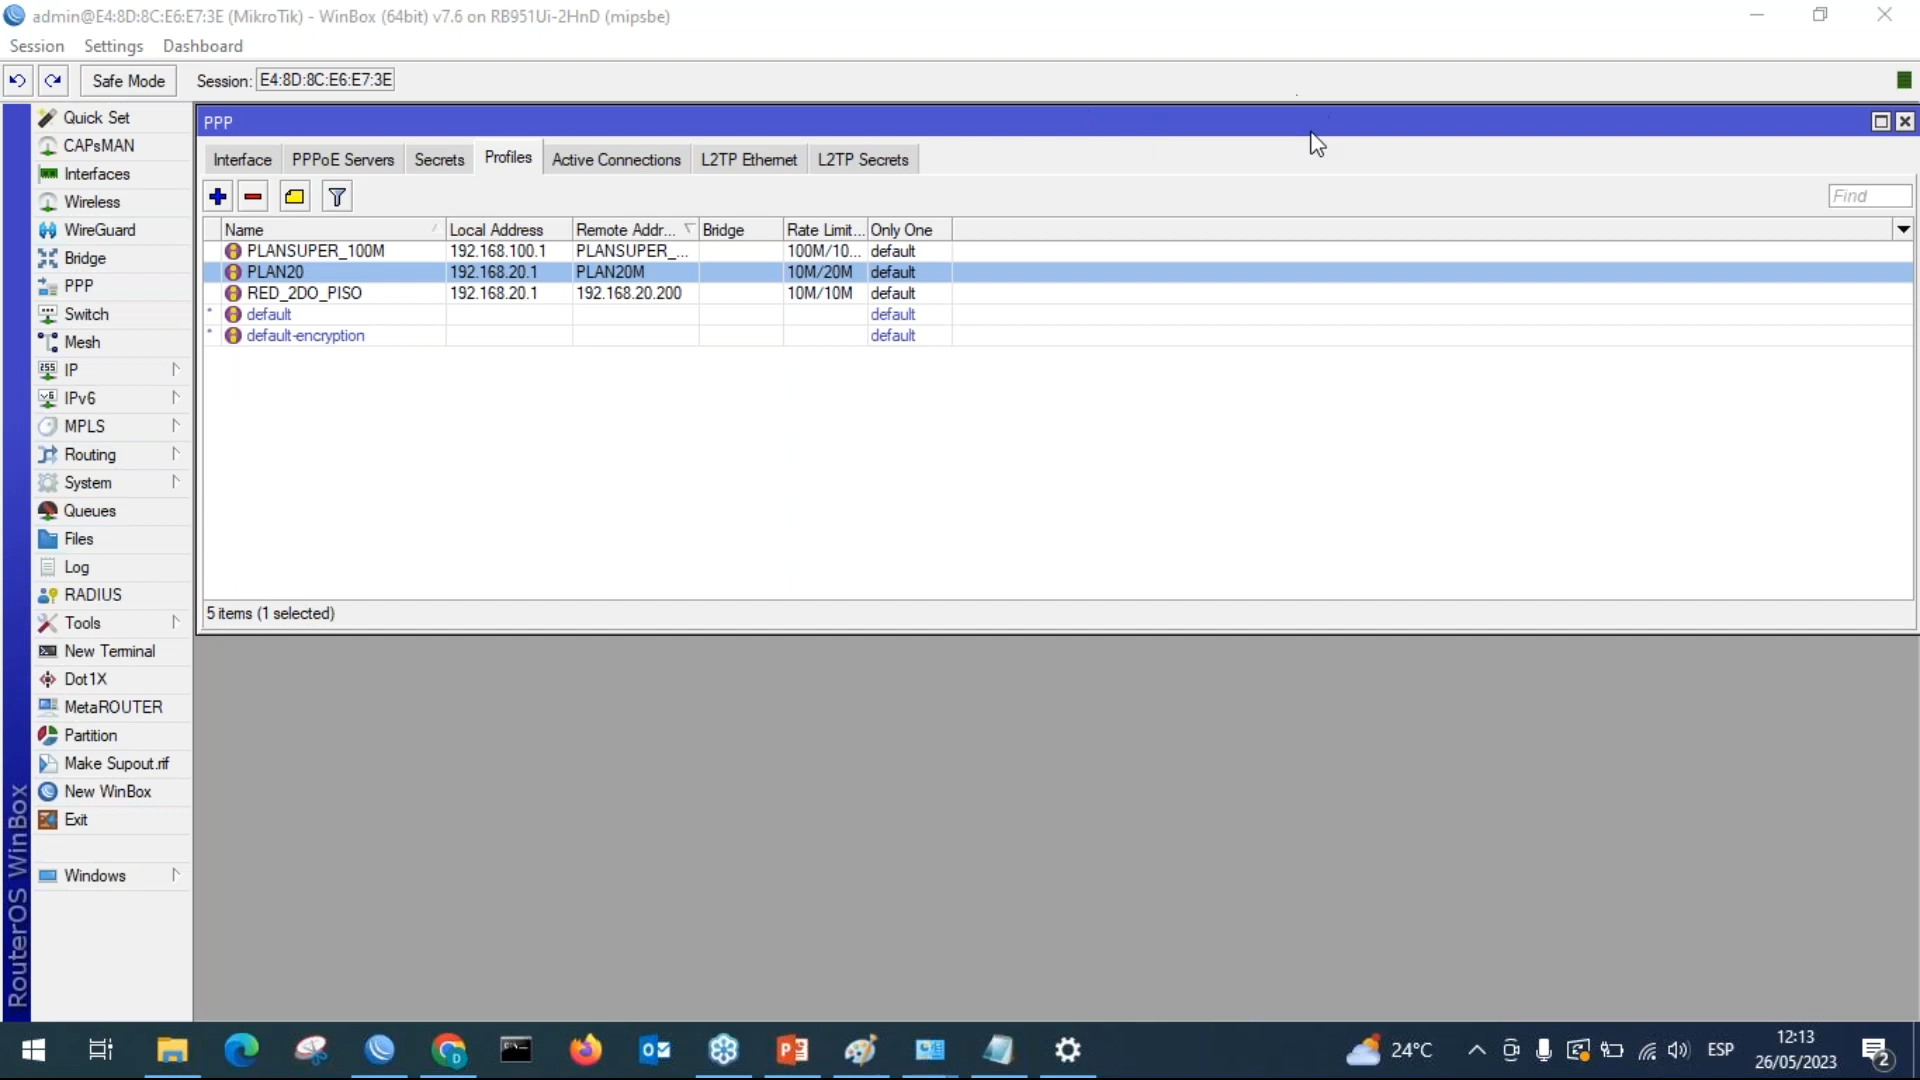 admin@E4:8D:8C:E6:E7:3E (MikroTik) - WinBox (64bit) v7.6 on RB951Ui-2HnD (mipsbe)
Session Settings Dashboard
Safe Mode Session: E4:8D:8C:E6:E7:3E
Quick Set
CAPsMAN
Interfaces
Wireless
WireGuard
Bridge
PPP
Switch
Mesh
IP
IPv6
MPLS
Routing
System
Queues
Files
Log
RADIUS
Tools
New Terminal
Dot1X
MetaROUTER
Partition
Make Supout.rif
New WinBox
Exit
Windows
RouterOS WinBox
PPP
Interface PPPoE Servers Secrets Profiles Active Connections L2TP Ethernet L2TP Secrets
Find
Name Local Address Remote Addr... Bridge Rate Limit... Only One
PLANSUPER_100M 192.168.100.1 PLANSUPER_... 100M/10... default
PLAN20 192.168.20.1 PLAN20M 10M/20M default
RED_2DO_PISO 192.168.20.1 192.168.20.200 10M/10M default
* default default
* default-encryption default
5 items (1 selected)
24°C ESP 12:13
26/05/2023
2